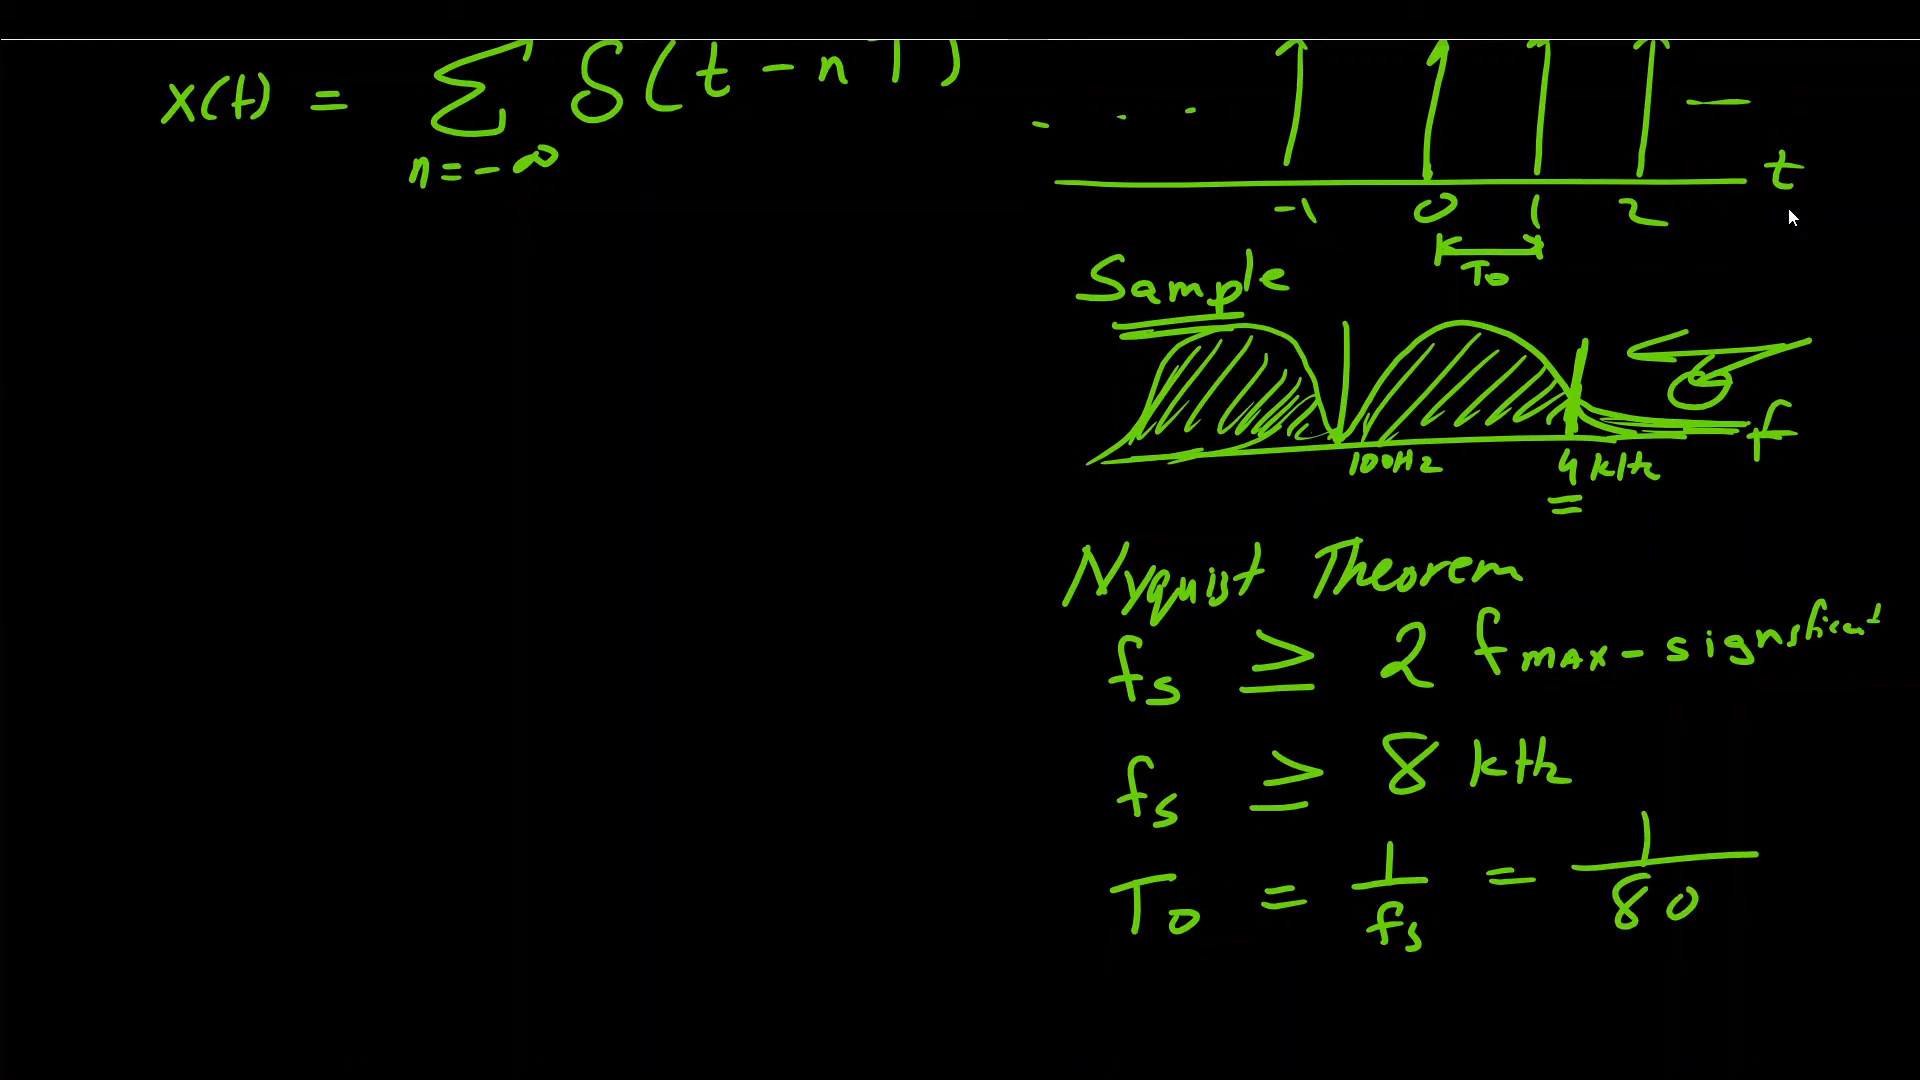 x(t) = Σ δ(t - nT)
n = -∞
. . .
t
-1 0 1 2
T₀
Sample
f
100Hz 4 kHz
Nyquist Theorem
fs ≥ 2 fMAX - significant
fs ≥ 8 kHz
T₀ = 1/fs = 1/80